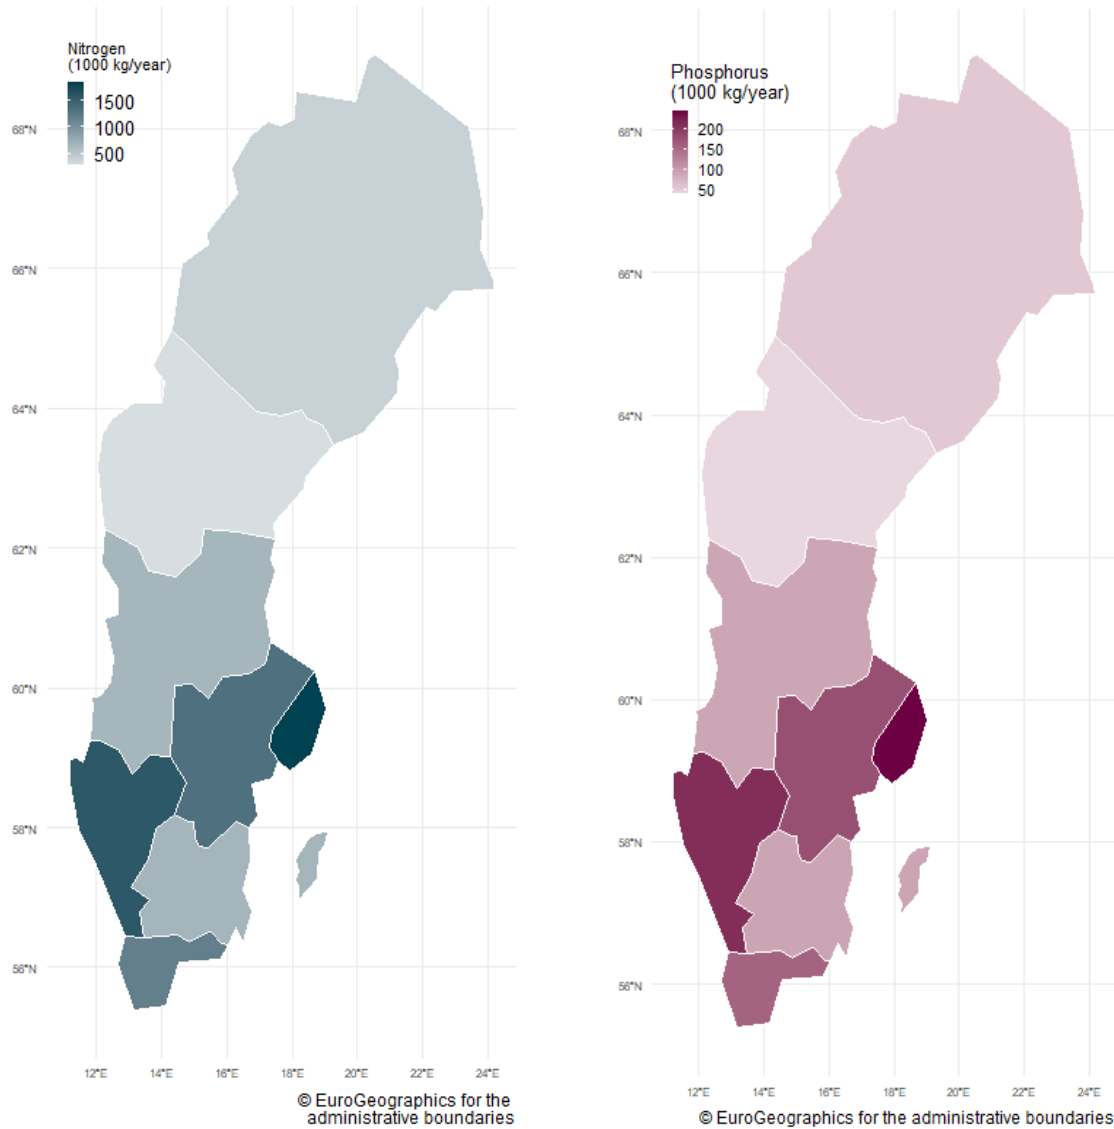 Nitrogen
(1000 kg/year)
1500
1000
500
68°N
66°N
64°N
62°N
60°N
58°N
56°N
12°E 14°E 16°E 18°E 20°E 22°E 24°E
© EuroGeographics for the
administrative boundaries
Phosphorus
(1000 kg/year)
200
150
100
50
68°N
66°N
64°N
62°N
60°N
58°N
56°N
12°E 14°E 16°E 18°E 20°E 22°E 24°E
© EuroGeographics for the administrative boundaries